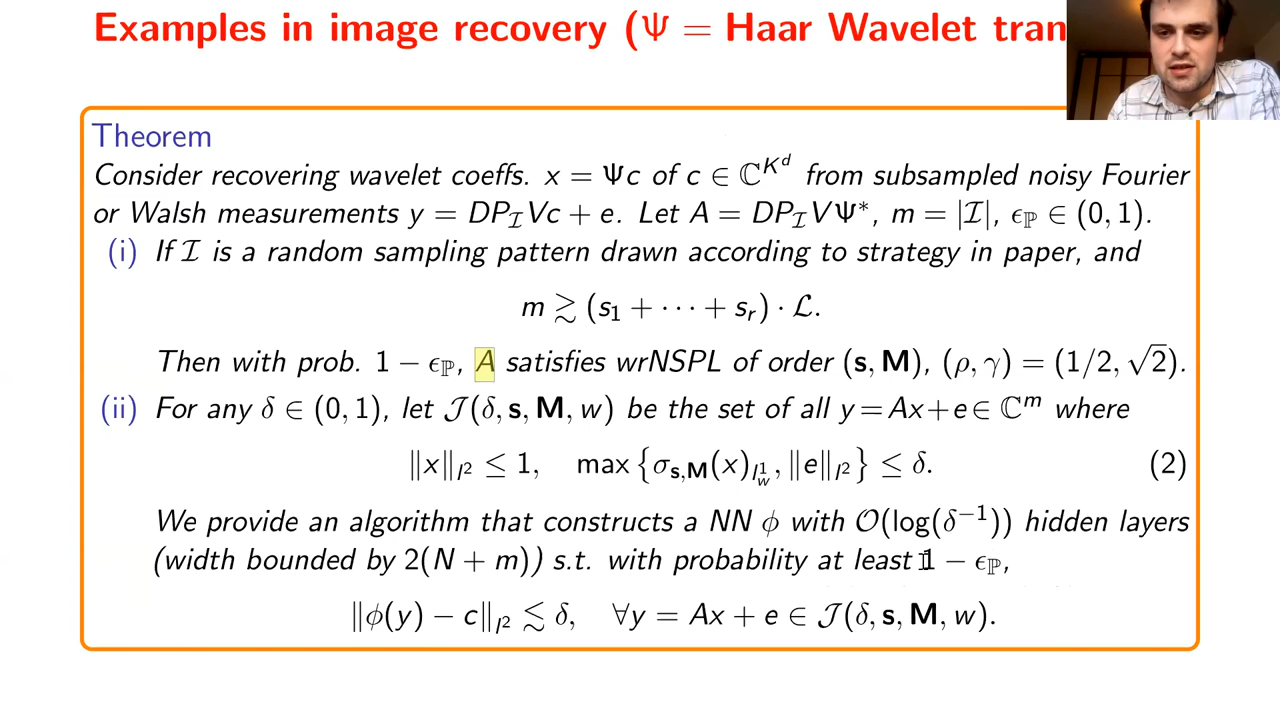 Examples in image recovery (Ψ = Haar Wavelet tran
Theorem
Consider recovering wavelet coeffs. x = Ψc of c ∈ ℂ^{K^d} from subsampled noisy Fourier
or Walsh measurements y = DP_ℐVc + e. Let A = DP_ℐVΨ*, m = |ℐ|, ϵ_ℙ ∈ (0, 1).
(i) If ℐ is a random sampling pattern drawn according to strategy in paper, and
m ≳ (s₁ + ⋯ + s_r) · ℒ.
Then with prob. 1 − ϵ_ℙ, A satisfies wrNSPL of order (s, M), (ρ, γ) = (1/2, √2).
(ii) For any δ ∈ (0, 1), let 𝒥(δ, s, M, w) be the set of all y = Ax + e ∈ ℂ^m where
‖x‖_{l²} ≤ 1, max {σ_{s,M}(x)_{l¹_w}, ‖e‖_{l²}} ≤ δ. (2)
We provide an algorithm that constructs a NN ϕ with 𝒪(log(δ⁻¹)) hidden layers
(width bounded by 2(N + m)) s.t. with probability at least 1 − ϵ_ℙ,
‖ϕ(y) − c‖_{l²} ≲ δ, ∀y = Ax + e ∈ 𝒥(δ, s, M, w).